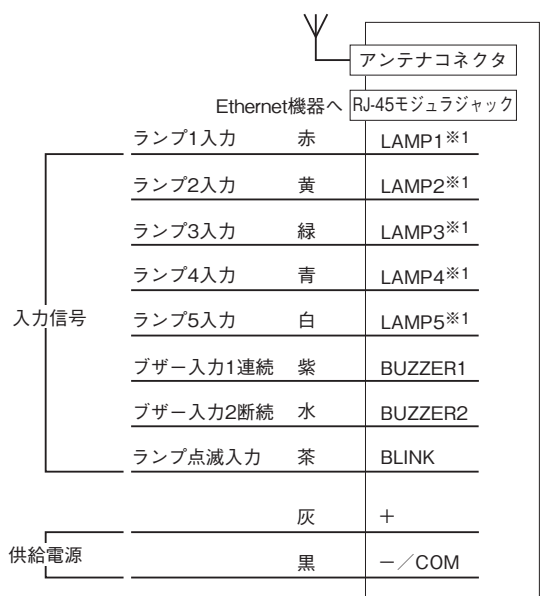 アンテナコネクタ
Ethernet機器へ RJ-45モジュラジャック
ランプ1入力 赤 LAMP1※1
ランプ2入力 黄 LAMP2※1
ランプ3入力 緑 LAMP3※1
ランプ4入力 青 LAMP4※1
入力信号
ランプ5入力 白 LAMP5※1
ブザー入力1連続 紫 BUZZER1
ブザー入力2断続 水 BUZZER2
ランプ点滅入力 茶 BLINK
灰 +
供給電源
黒 −/COM